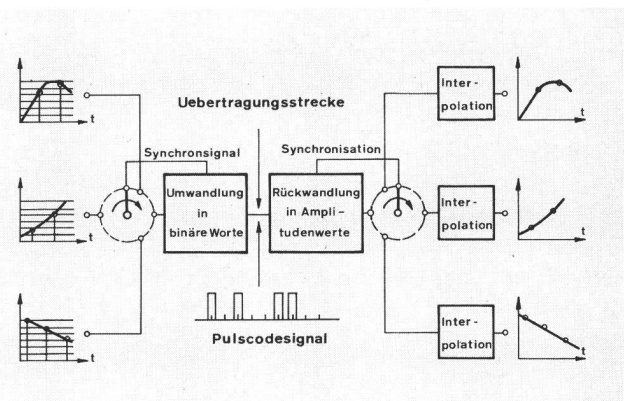 Uebertragungsstrecke
Synchronsignal
Synchronisation
Umwandlung
in
binäre Worte
Rückwandlung
in Ampli-
tudenwerte
Pulscodesignal
Inter-
polation
Inter-
polation
Inter-
polation
t
t
t
t
t
t